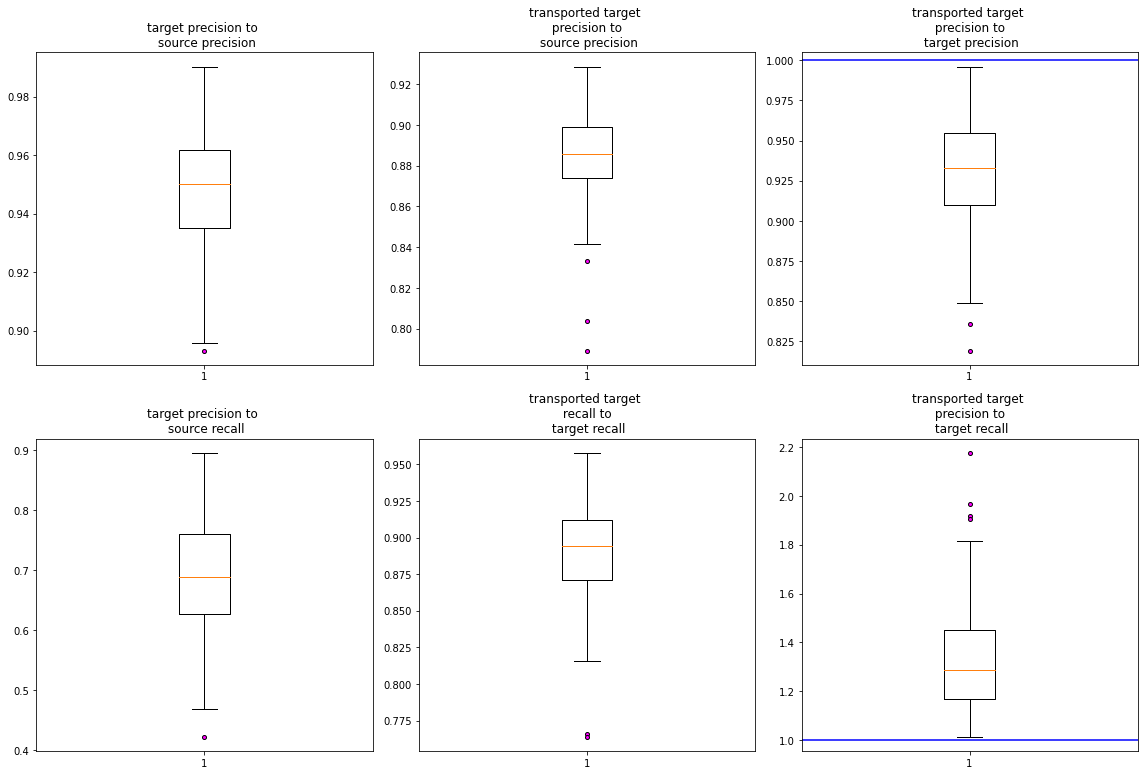 target precision to
source precision
0.98
0.96
0.94
0.92
0.90
1
transported target
precision to
source precision
0.92
0.90
0.88
0.86
0.84
0.82
0.80
1
transported target
precision to
target precision
1.000
0.975
0.950
0.925
0.900
0.875
0.850
0.825
1
target precision to
source recall
0.9
0.8
0.7
0.6
0.5
0.4
1
transported target
recall to
target recall
0.950
0.925
0.900
0.875
0.850
0.825
0.800
0.775
1
transported target
precision to
target recall
2.2
2.0
1.8
1.6
1.4
1.2
1.0
1